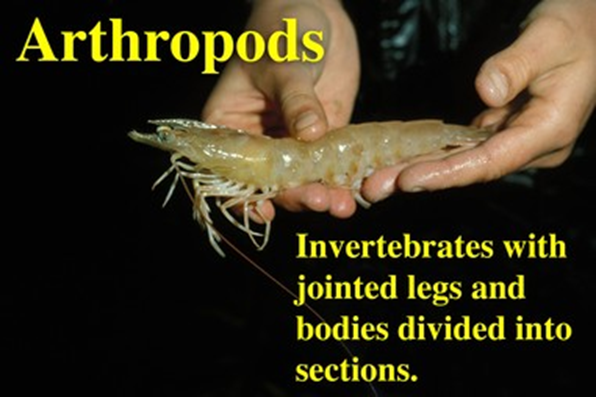 Arthropods
Invertebrates with
jointed legs and
bodies divided into
sections.